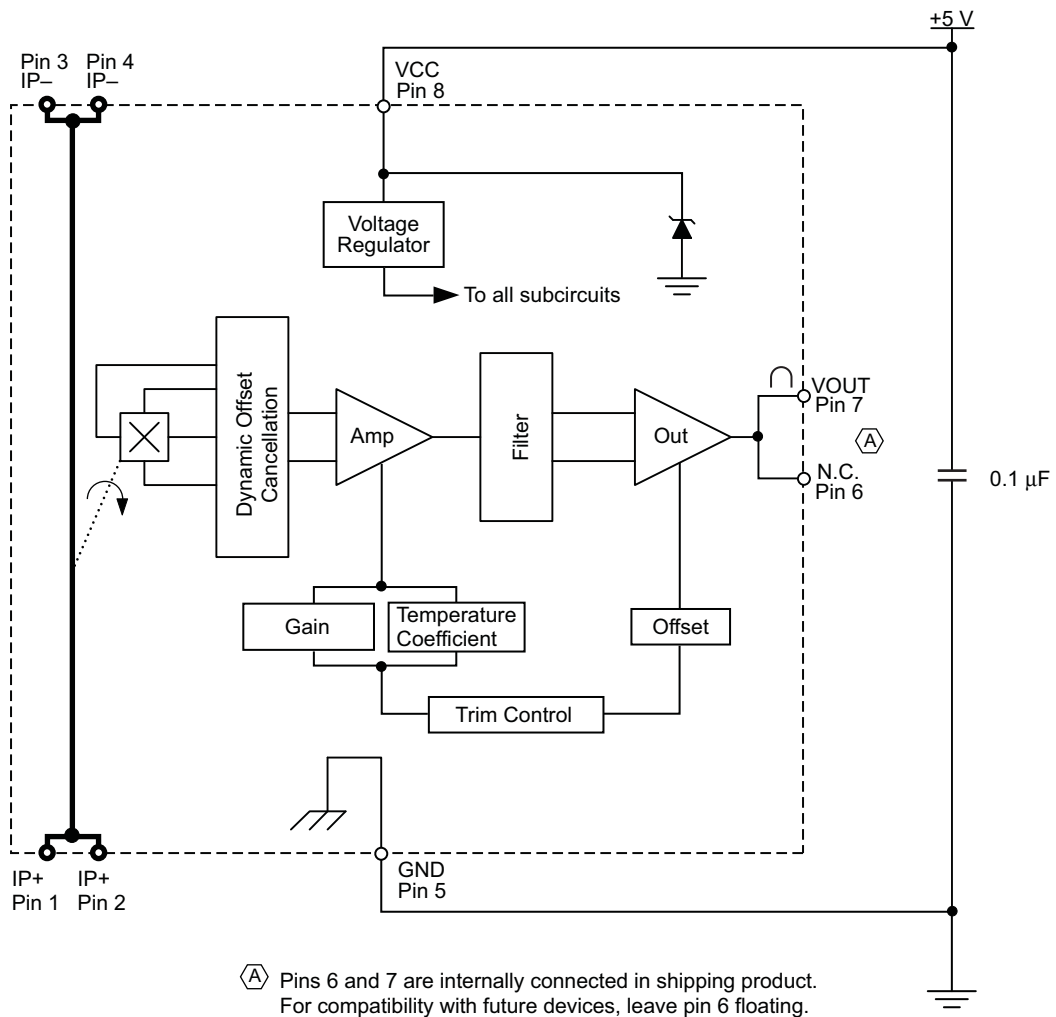 +5 V
Pin 3 Pin 4
IP– IP–
VCC
Pin 8
Voltage
Regulator
To all subcircuits
Dynamic Offset
Cancellation
Amp
Filter
Out
VOUT
Pin 7
A
N.C.
Pin 6
0.1 μF
Gain
Temperature
Coefficient
Offset
Trim Control
IP+ IP+
Pin 1 Pin 2
GND
Pin 5
A Pins 6 and 7 are internally connected in shipping product.
For compatibility with future devices, leave pin 6 floating.